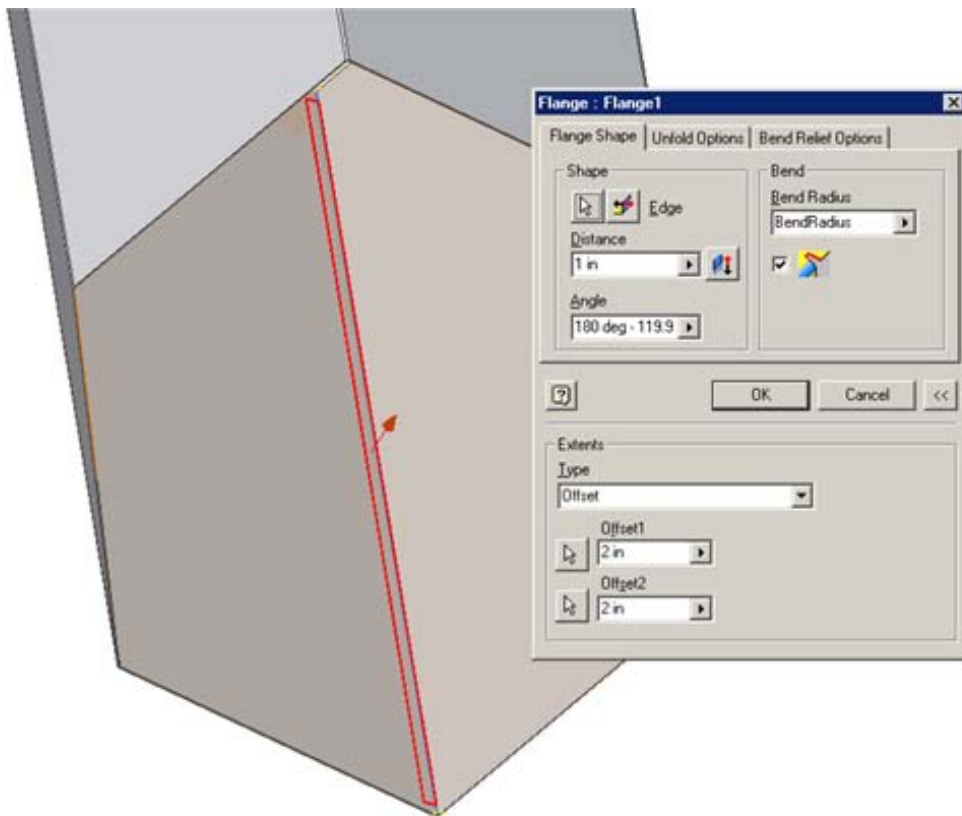 Flange : Flange1
Flange Shape
Unfold Options
Bend Relief Options
Shape
Edge
Distance
1 in
Angle
180 deg - 119.9
Bend
Bend Radius
BendRadius
?
OK
Cancel
<<
Extents
Type
Offset
Offset1
2 in
Offset2
2 in